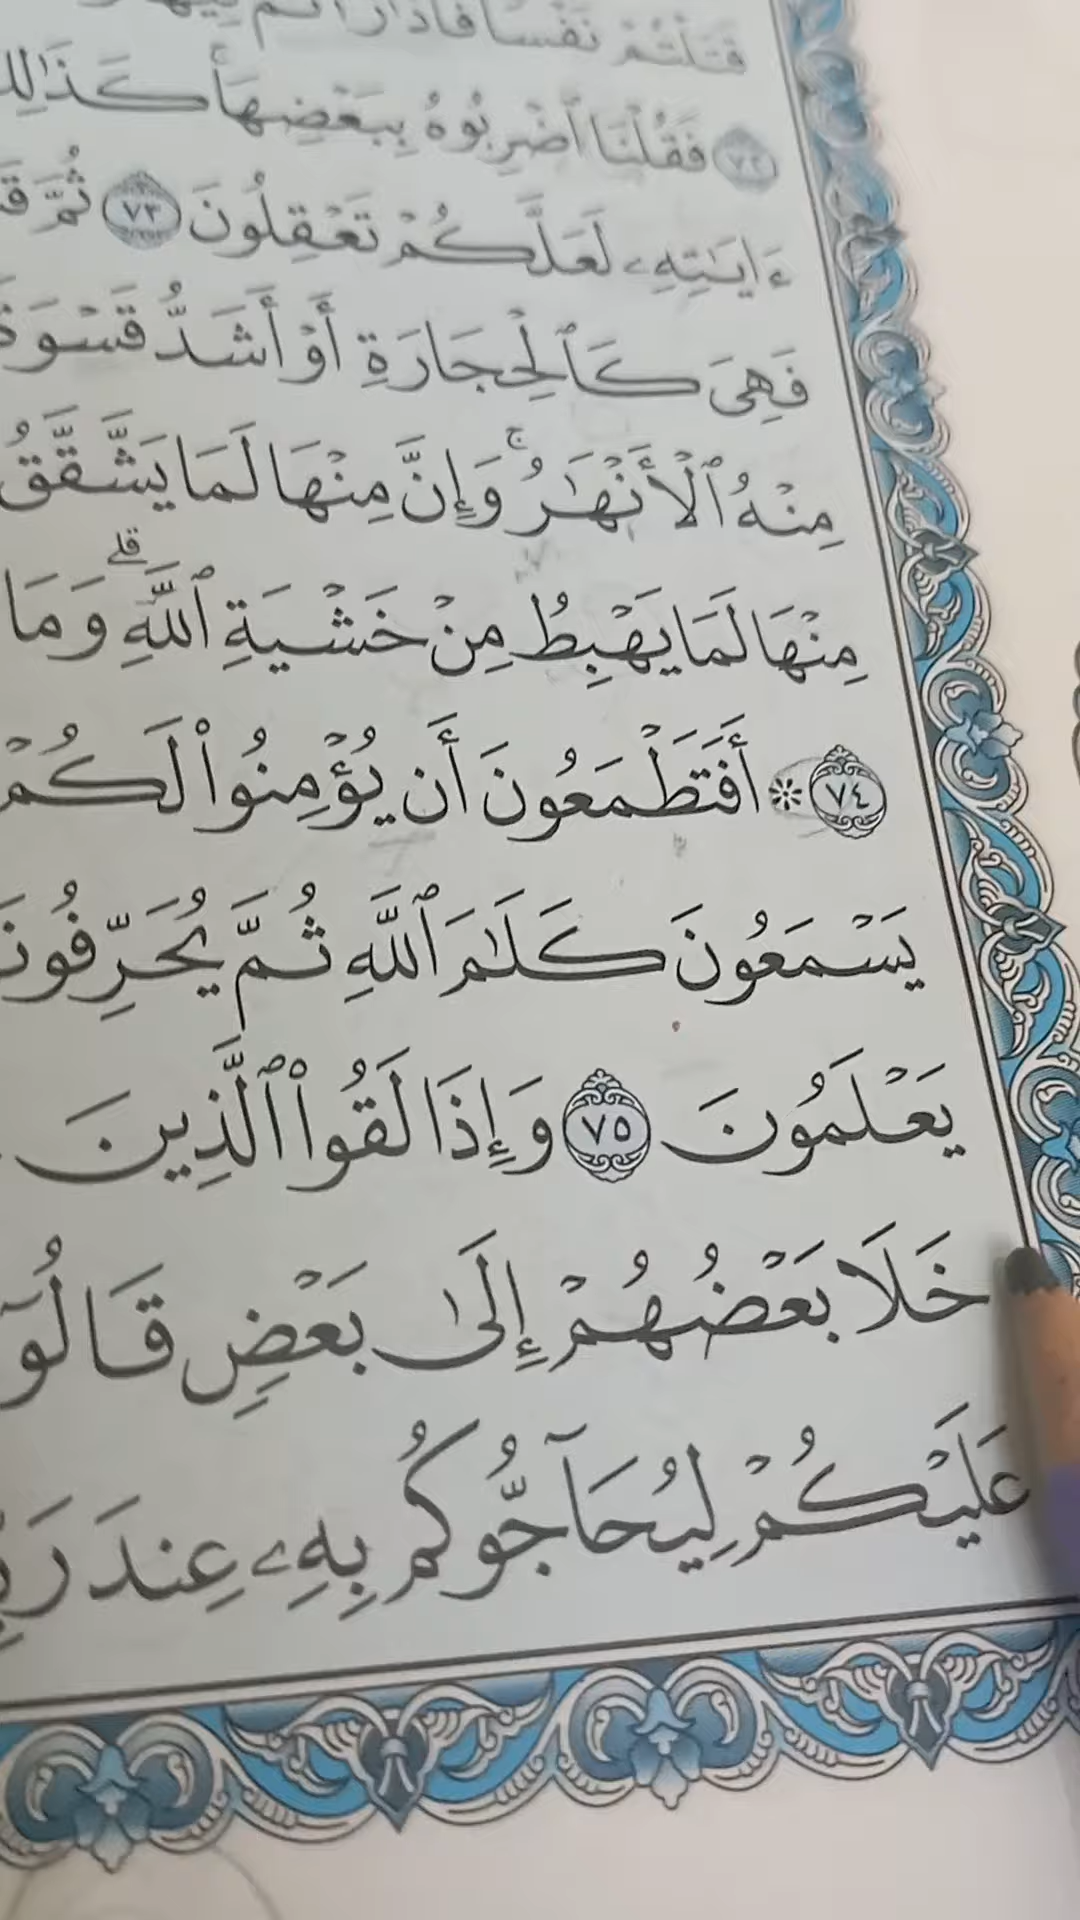 قَتَلْتُمْ نَفْسًا
﴿٧٢﴾ فَقُلْنَا ٱضْرِبُوهُ بِبَعْضِهَا ۚ كَذَٰلِ
ءَايَـٰتِهِۦ لَعَلَّكُمْ تَعْقِلُونَ ﴿٧٣﴾ ثُمَّ
فَهِىَ كَٱلْحِجَارَةِ أَوْ أَشَدُّ قَسْوَةً
مِنْهُ ٱلْأَنْهَـٰرُ ۚ وَإِنَّ مِنْهَا لَمَا يَشَّقَّقُ
مِنْهَا لَمَا يَهْبِطُ مِنْ خَشْيَةِ ٱللَّهِ ۗ وَمَا
﴿٧٤﴾ ۞ أَفَتَطْمَعُونَ أَن يُؤْمِنُوا۟ لَكُمْ
يَسْمَعُونَ كَلَـٰمَ ٱللَّهِ ثُمَّ يُحَرِّفُونَ
يَعْلَمُونَ ﴿٧٥﴾ وَإِذَا لَقُوا۟ ٱلَّذِينَ
خَلَا بَعْضُهُمْ إِلَىٰ بَعْضٍ قَالُوٓ
عَلَيْكُمْ لِيُحَآجُّوكُم بِهِۦ عِندَ رَبِّ